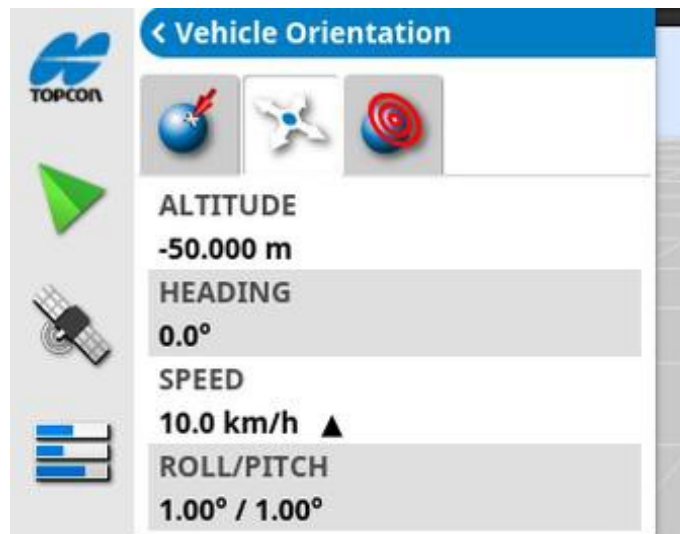 TOPCON
< Vehicle Orientation
ALTITUDE
-50.000 m
HEADING
0.0°
SPEED
10.0 km/h ▲
ROLL/PITCH
1.00° / 1.00°